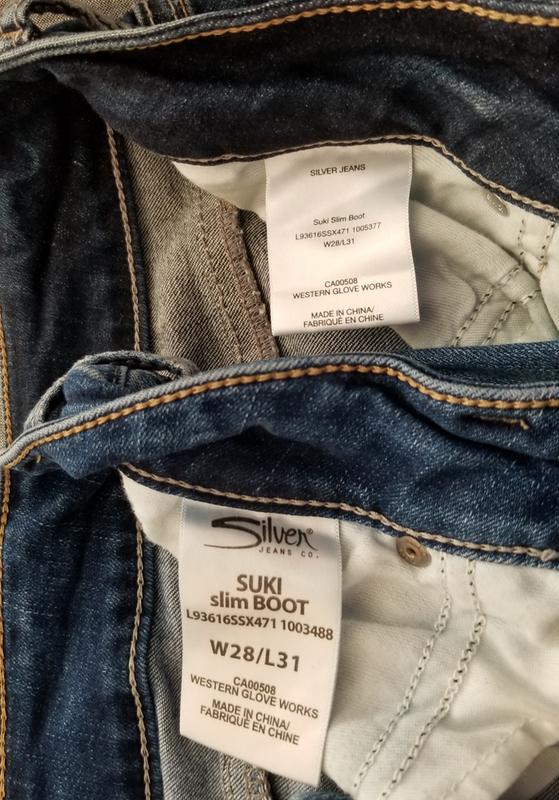 SILVER JEANS
Suki Slim Boot
L93616SSX471 1005377
W28/L31
CA00508
WESTERN GLOVE WORKS
MADE IN CHINA/
FABRIQUÉ EN CHINE
Silver®
JEANS CO.
SUKI
slim BOOT
L93616SSX471 1003488
W28/L31
CA00508
WESTERN GLOVE WORKS
MADE IN CHINA/
FABRIQUÉ EN CHINE